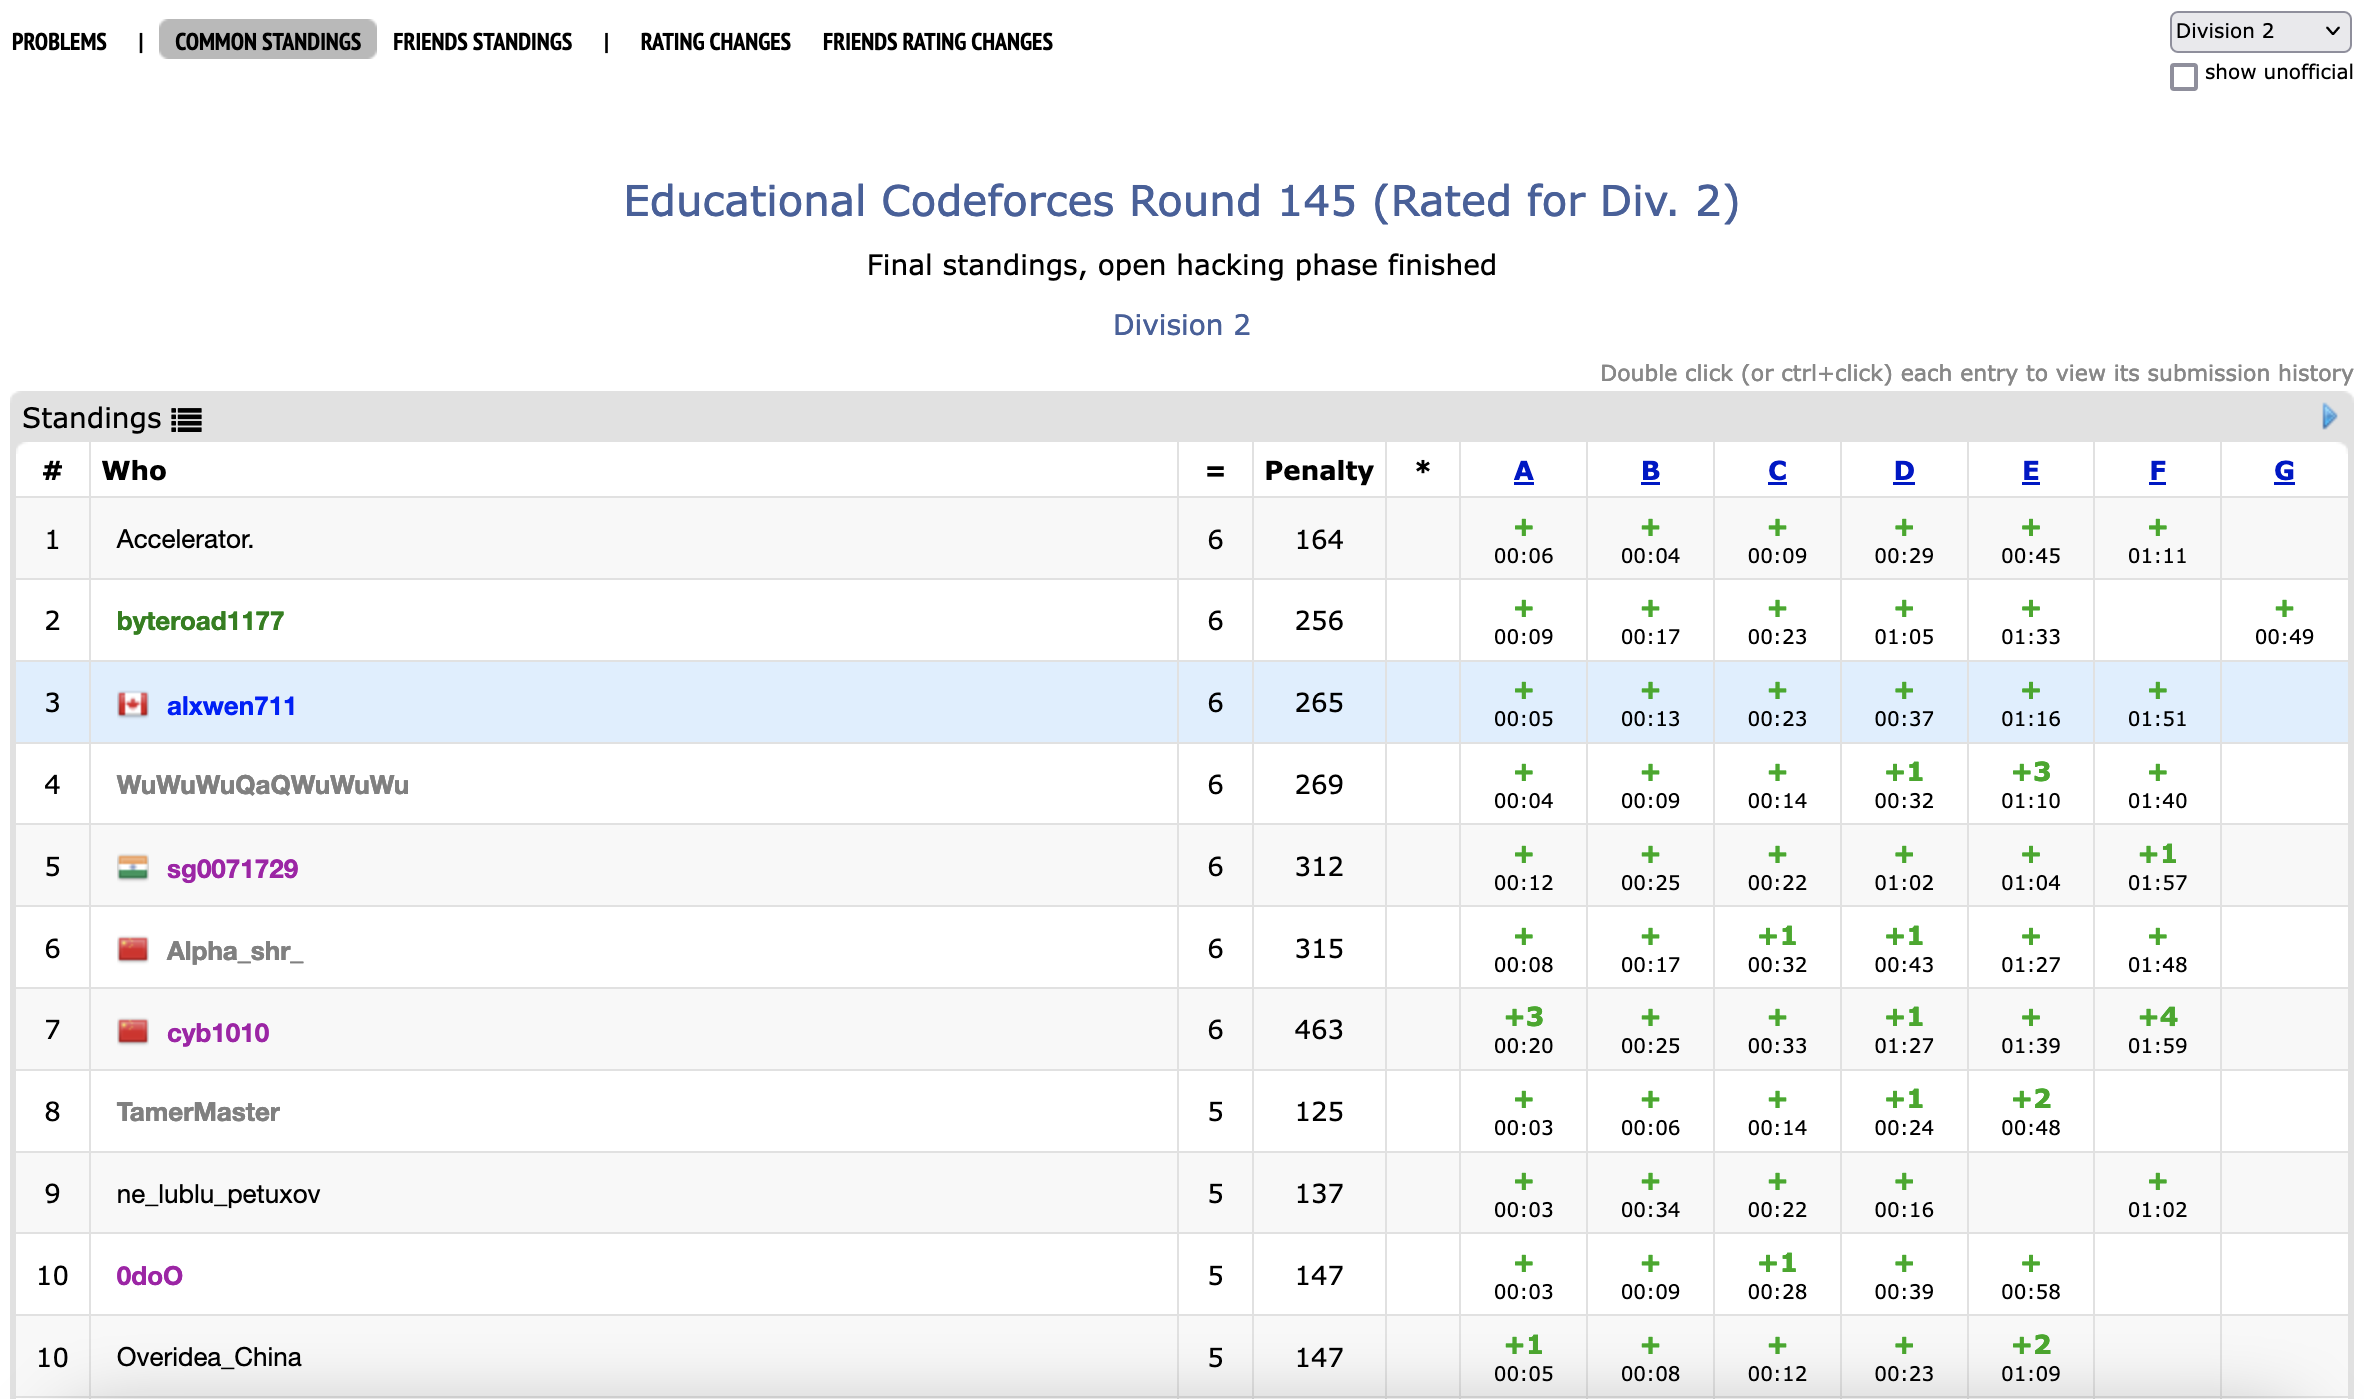 PROBLEMS | COMMON STANDINGS FRIENDS STANDINGS | RATING CHANGES FRIENDS RATING CHANGES
Division 2
show unofficial
Educational Codeforces Round 145 (Rated for Div. 2)
Final standings, open hacking phase finished
Division 2
Double click (or ctrl+click) each entry to view its submission history
Standings
# Who = Penalty * A B C D E F G
1 Accelerator. 6 164 + + + + + +
00:06 00:04 00:09 00:29 00:45 01:11
2 byteroad1177 6 256 + + + + + +
00:09 00:17 00:23 01:05 01:33 00:49
3 alxwen711 6 265 + + + + + +
00:05 00:13 00:23 00:37 01:16 01:51
4 WuWuWuQaQWuWuWu 6 269 + + + +1 +3 +
00:04 00:09 00:14 00:32 01:10 01:40
5 sg0071729 6 312 + + + + + +1
00:12 00:25 00:22 01:02 01:04 01:57
6 Alpha_shr_ 6 315 + + +1 +1 + +
00:08 00:17 00:32 00:43 01:27 01:48
7 cyb1010 6 463 +3 + + +1 + +4
00:20 00:25 00:33 01:27 01:39 01:59
8 TamerMaster 5 125 + + + +1 +2
00:03 00:06 00:14 00:24 00:48
9 ne_lublu_petuxov 5 137 + + + + +
00:03 00:34 00:22 00:16 01:02
10 0doO 5 147 + + +1 + +
00:03 00:09 00:28 00:39 00:58
10 Overidea_China 5 147 +1 + + + +2
00:05 00:08 00:12 00:23 01:09